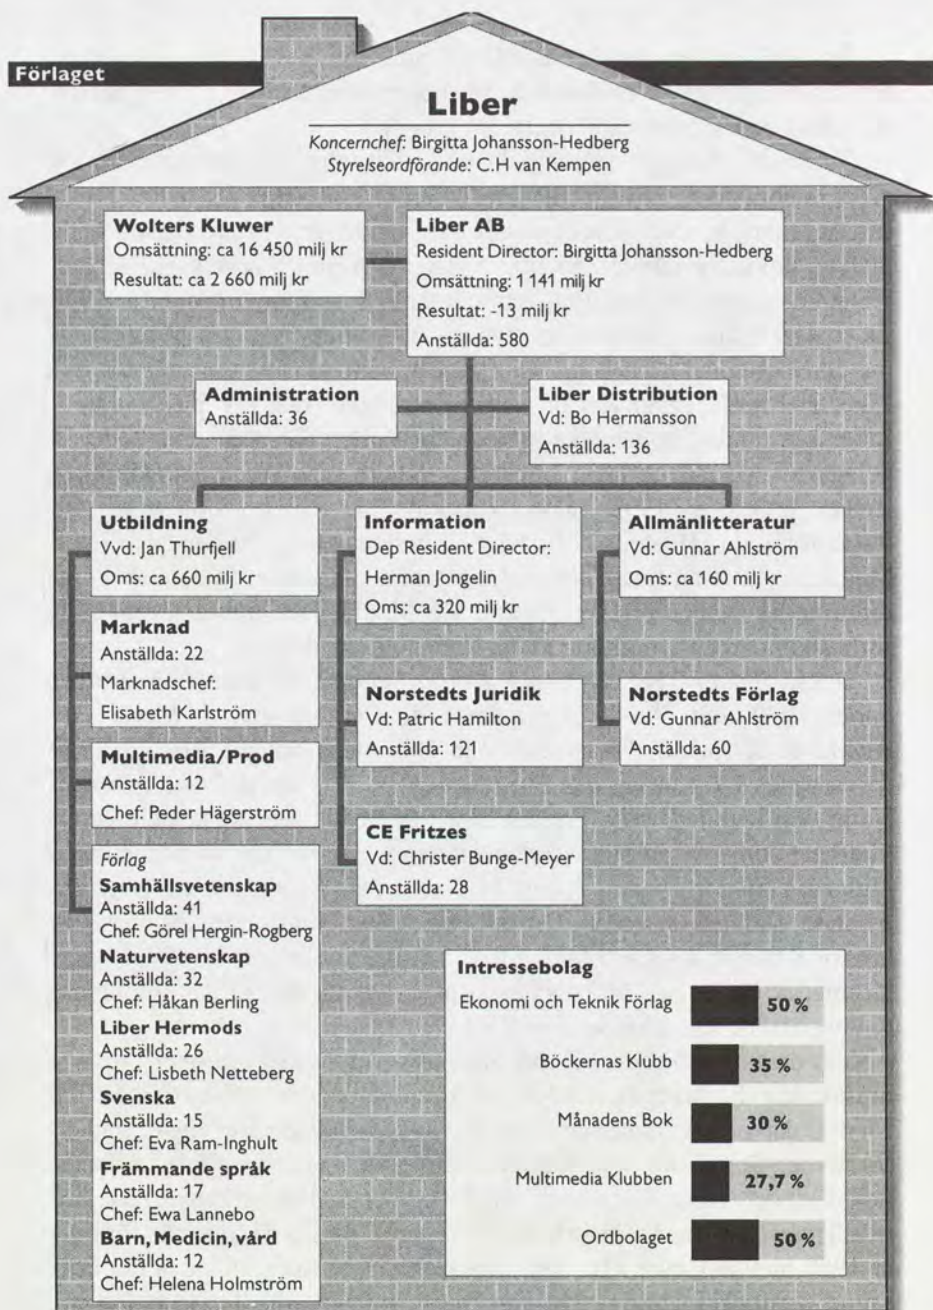 Förlaget
Liber
Koncernchef: Birgitta Johansson-Hedberg
Styrelseordförande: C.H van Kempen
Wolters Kluwer
Omsättning: ca 16 450 milj kr
Resultat: ca 2 660 milj kr
Liber AB
Resident Director: Birgitta Johansson-Hedberg
Omsättning: 1 141 milj kr
Resultat: -13 milj kr
Anställda: 580
Administration
Anställda: 36
Liber Distribution
Vd: Bo Hermansson
Anställda: 136
Utbildning
Vvd: Jan Thurfjell
Oms: ca 660 milj kr
Marknad
Anställda: 22
Marknadschef:
Elisabeth Karlström
Multimedia/Prod
Anställda: 12
Chef: Peder Hägerström
Förlag
Samhällsvetenskap
Anställda: 41
Chef: Görel Hergin-Rogberg
Naturvetenskap
Anställda: 32
Chef: Håkan Berling
Liber Hermods
Anställda: 26
Chef: Lisbeth Netteberg
Svenska
Anställda: 15
Chef: Eva Ram-Inghult
Främmande språk
Anställda: 17
Chef: Ewa Lannebo
Barn, Medicin, vård
Anställda: 12
Chef: Helena Holmström
Information
Dep Resident Director:
Herman Jongelin
Oms: ca 320 milj kr
Norstedts Juridik
Vd: Patric Hamilton
Anställda: 121
CE Fritzes
Vd: Christer Bunge-Meyer
Anställda: 28
Allmänlitteratur
Vd: Gunnar Ahlström
Oms: ca 160 milj kr
Norstedts Förlag
Vd: Gunnar Ahlström
Anställda: 60
Intressebolag
Ekonomi och Teknik Förlag 50 %
Böckernas Klubb 35 %
Månadens Bok 30 %
Multimedia Klubben 27,7 %
Ordbolaget 50 %